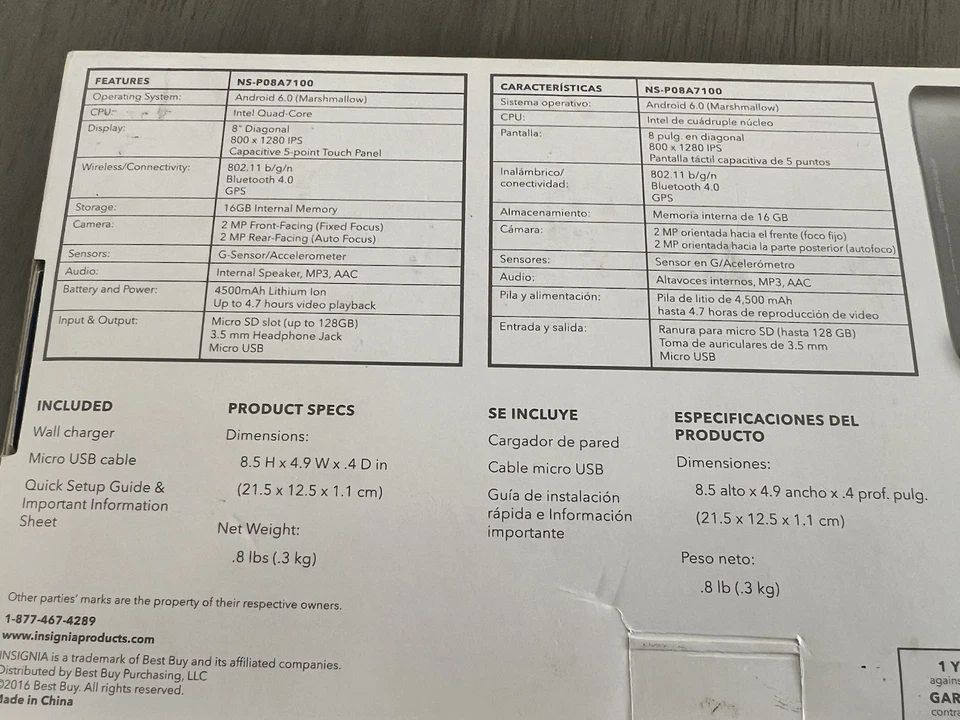 FEATURES NS-P08A7100
Operating System: Android 6.0 (Marshmallow)
CPU: Intel Quad-Core
Display: 8" Diagonal
800 x 1280 IPS
Capacitive 5-point Touch Panel
Wireless/Connectivity: 802.11 b/g/n
Bluetooth 4.0
GPS
Storage: 16GB Internal Memory
Camera: 2 MP Front-Facing (Fixed Focus)
2 MP Rear-Facing (Auto Focus)
Sensors: G-Sensor/Accelerometer
Audio: Internal Speaker, MP3, AAC
Battery and Power: 4500mAh Lithium Ion
Up to 4.7 hours video playback
Input & Output: Micro SD slot (up to 128GB)
3.5 mm Headphone Jack
Micro USB
CARACTERÍSTICAS NS-P08A7100
Sistema operativo: Android 6.0 (Marshmallow)
CPU: Intel de cuádruple núcleo
Pantalla: 8 pulg. en diagonal
800 x 1280 IPS
Pantalla táctil capacitiva de 5 puntos
Inalámbrico/ 802.11 b/g/n
conectividad: Bluetooth 4.0
GPS
Almacenamiento: Memoria interna de 16 GB
Cámara: 2 MP orientada hacia el frente (foco fijo)
2 MP orientada hacia la parte posterior (autofoco)
Sensores: Sensor en G/Acelerómetro
Audio: Altavoces internos, MP3, AAC
Pila y alimentación: Pila de litio de 4,500 mAh
hasta 4.7 horas de reproducción de video
Entrada y salida: Ranura para micro SD (hasta 128 GB)
Toma de auriculares de 3.5 mm
Micro USB
INCLUDED
Wall charger
Micro USB cable
Quick Setup Guide &
Important Information
Sheet
PRODUCT SPECS
Dimensions:
8.5 H x 4.9 W x .4 D in
(21.5 x 12.5 x 1.1 cm)
Net Weight:
.8 lbs (.3 kg)
SE INCLUYE
Cargador de pared
Cable micro USB
Guía de instalación
rápida e Información
importante
ESPECIFICACIONES DEL
PRODUCTO
Dimensiones:
8.5 alto x 4.9 ancho x .4 prof. pulg.
(21.5 x 12.5 x 1.1 cm)
Peso neto:
.8 lb (.3 kg)
Other parties' marks are the property of their respective owners.
1-877-467-4289
www.insigniaproducts.com
INSIGNIA is a trademark of Best Buy and its affiliated companies.
Distributed by Best Buy Purchasing, LLC
©2016 Best Buy. All rights reserved.
Made in China
1 Y
agains
GAR
contra